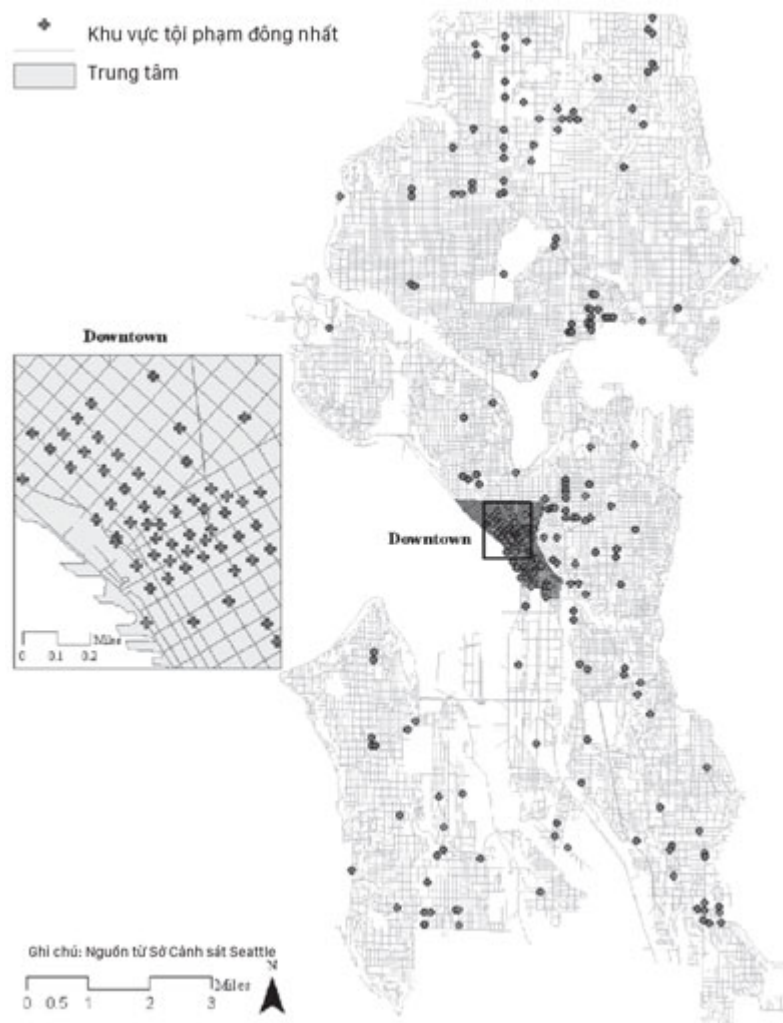 Khu vực tội phạm đông nhất
Trung tâm
Downtown
Miles
0 0.1 0.2
Downtown
Ghi chú: Nguồn từ Sở Cảnh sát Seattle
N
Miles
0 0.5 1 2 3